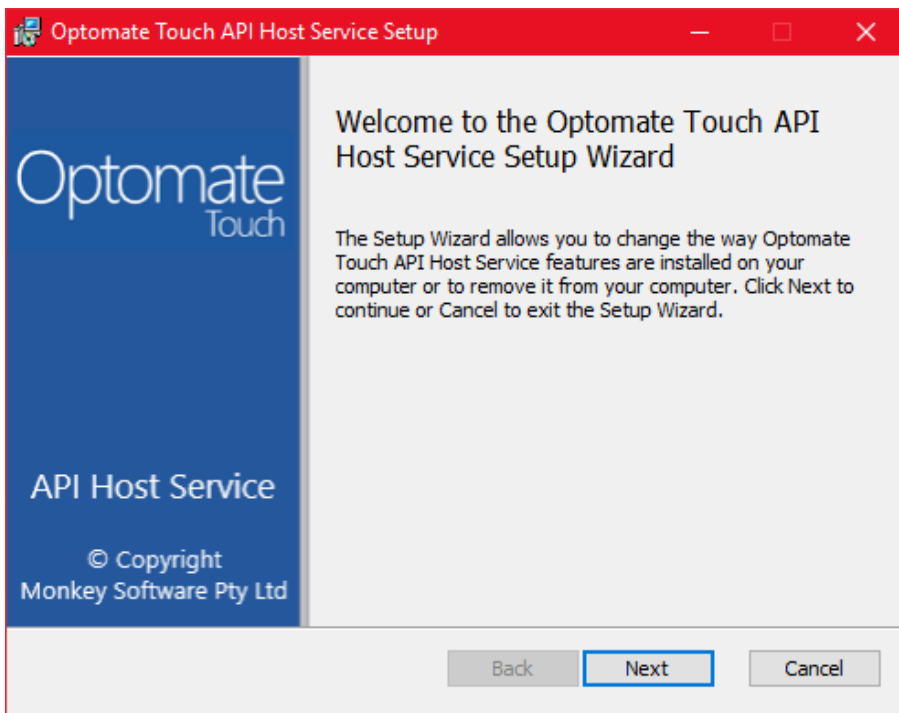 Optomate Touch API Host Service Setup
Optomate
Touch
API Host Service
© Copyright
Monkey Software Pty Ltd
Welcome to the Optomate Touch API
Host Service Setup Wizard
The Setup Wizard allows you to change the way Optomate
Touch API Host Service features are installed on your
computer or to remove it from your computer. Click Next to
continue or Cancel to exit the Setup Wizard.
Back
Next
Cancel